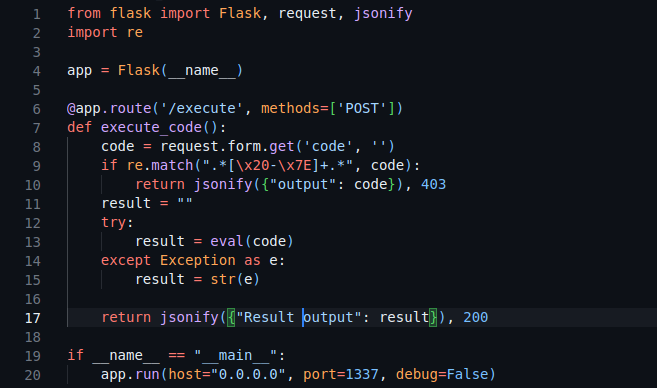 1 from flask import Flask, request, jsonify
2 import re
3
4 app = Flask(__name__)
5
6 @app.route('/execute', methods=['POST'])
7 def execute_code():
8     code = request.form.get('code', '')
9     if re.match(".*[\x20-\x7E]+.*", code):
10         return jsonify({"output": code}), 403
11     result = ""
12     try:
13         result = eval(code)
14     except Exception as e:
15         result = str(e)
16
17     return jsonify({"Result output": result}), 200
18
19 if __name__ == "__main__":
20     app.run(host="0.0.0.0", port=1337, debug=False)